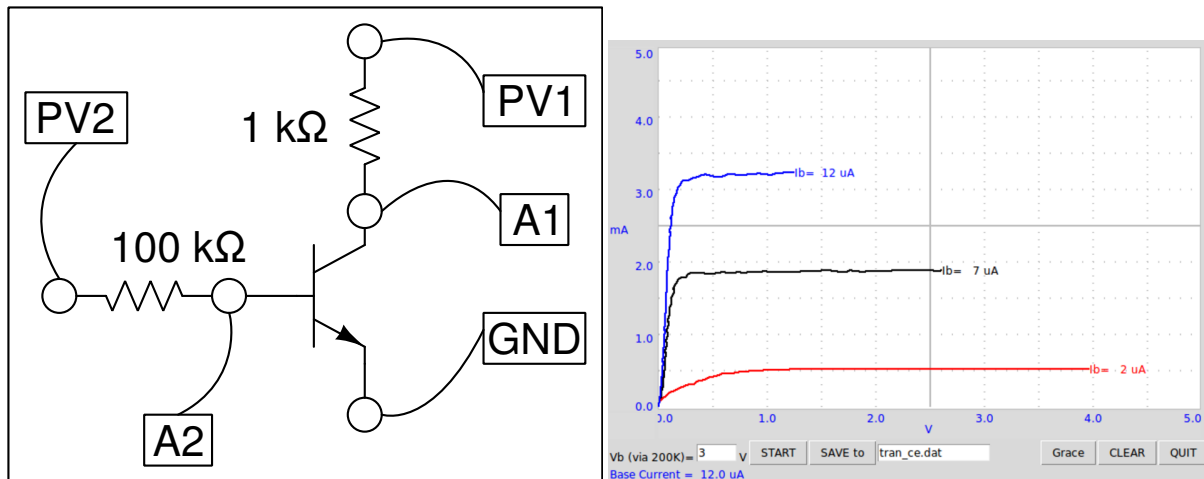 PV1
PV2
1 kΩ
A1
100 kΩ
GND
A2
5.0
4.0
3.0
mA
2.0
1.0
0.0
Ib= 12 uA
Ib= 7 uA
Ib= 2 uA
0.0 1.0 2.0 3.0 4.0 5.0
V
Vb (via 200K)= 3 V START SAVE to tran_ce.dat Grace CLEAR QUIT
Base Current = 12.0 uA